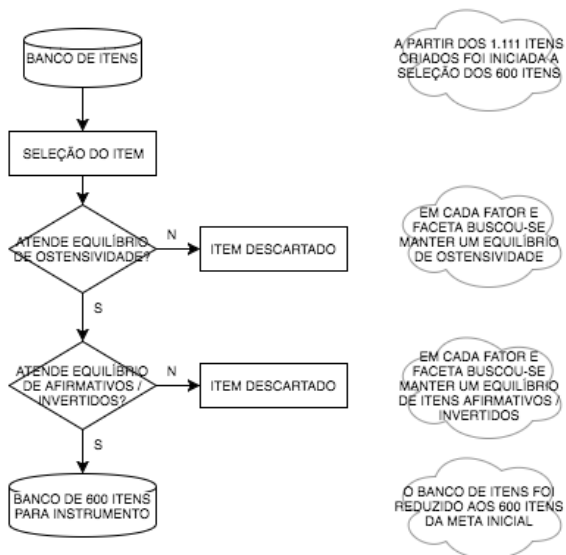 BANCO DE ITENS
A PARTIR DOS 1.111 ITENS
CRIADOS FOI INICIADA A
SELEÇÃO DOS 600 ITENS
SELEÇÃO DO ITEM
ATENDE EQUILÍBRIO
DE OSTENSIVIDADE?
N
ITEM DESCARTADO
EM CADA FATOR E
FACETA BUSCOU-SE
MANTER UM EQUILÍBRIO
DE OSTENSIVIDADE
S
ATENDE EQUILÍBRIO
DE AFIRMATIVOS /
INVERTIDOS?
N
ITEM DESCARTADO
EM CADA FATOR E
FACETA BUSCOU-SE
MANTER UM EQUILÍBRIO
DE ITENS AFIRMATIVOS /
INVERTIDOS
S
BANCO DE 600 ITENS
PARA INSTRUMENTO
O BANCO DE ITENS FOI
REDUZIDO AOS 600 ITENS
DA META INICIAL